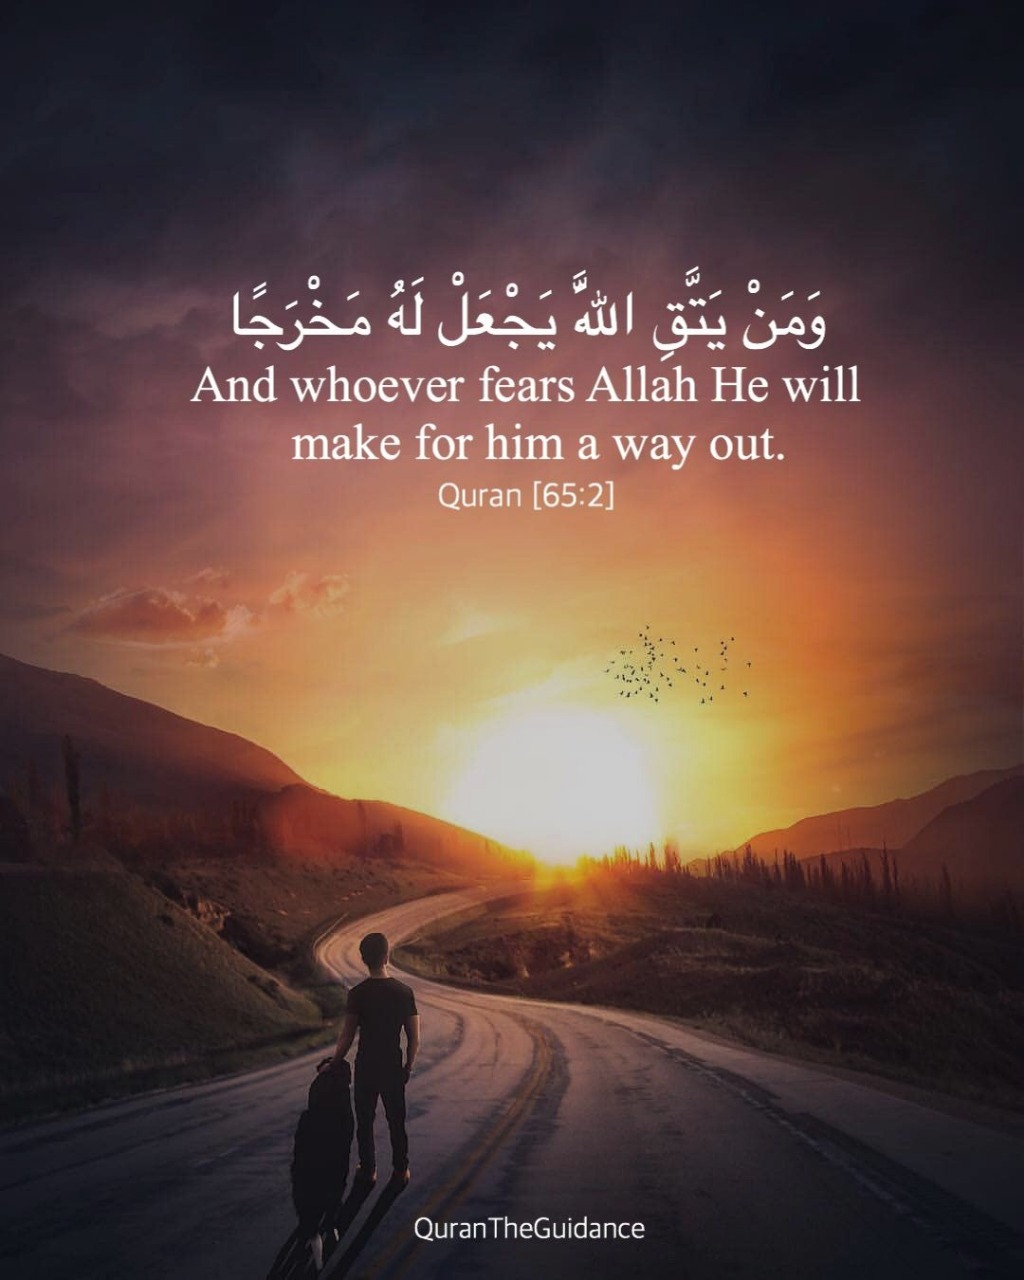 وَمَنْ يَتَّقِ اللَّهَ يَجْعَلْ لَهُ مَخْرَجًا
And whoever fears Allah He will
make for him a way out.
Quran [65:2]
QuranTheGuidance